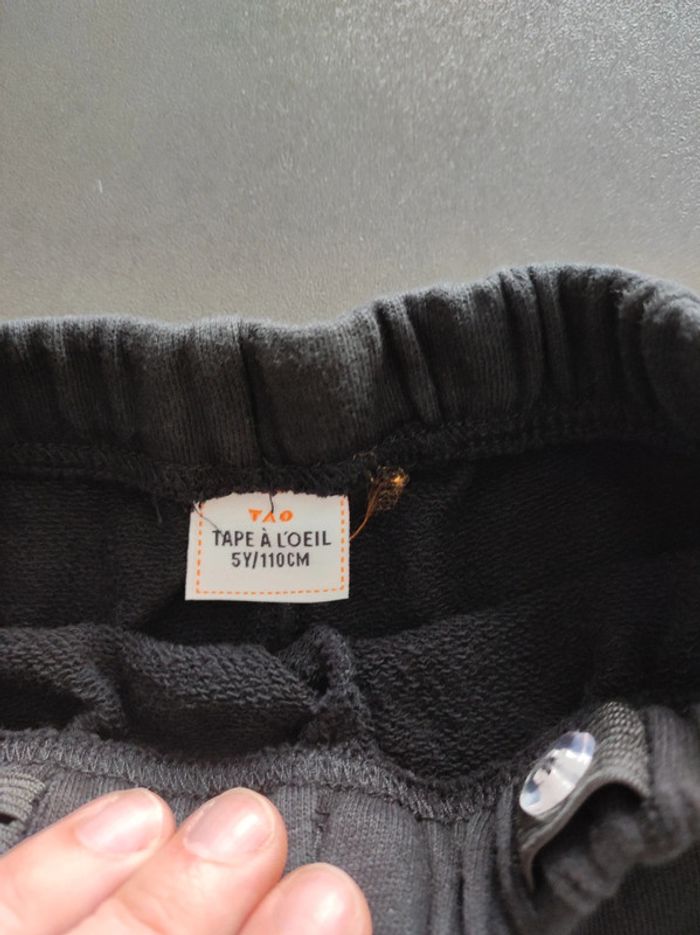 TAO
TAPE À L'OEIL
5Y/110CM